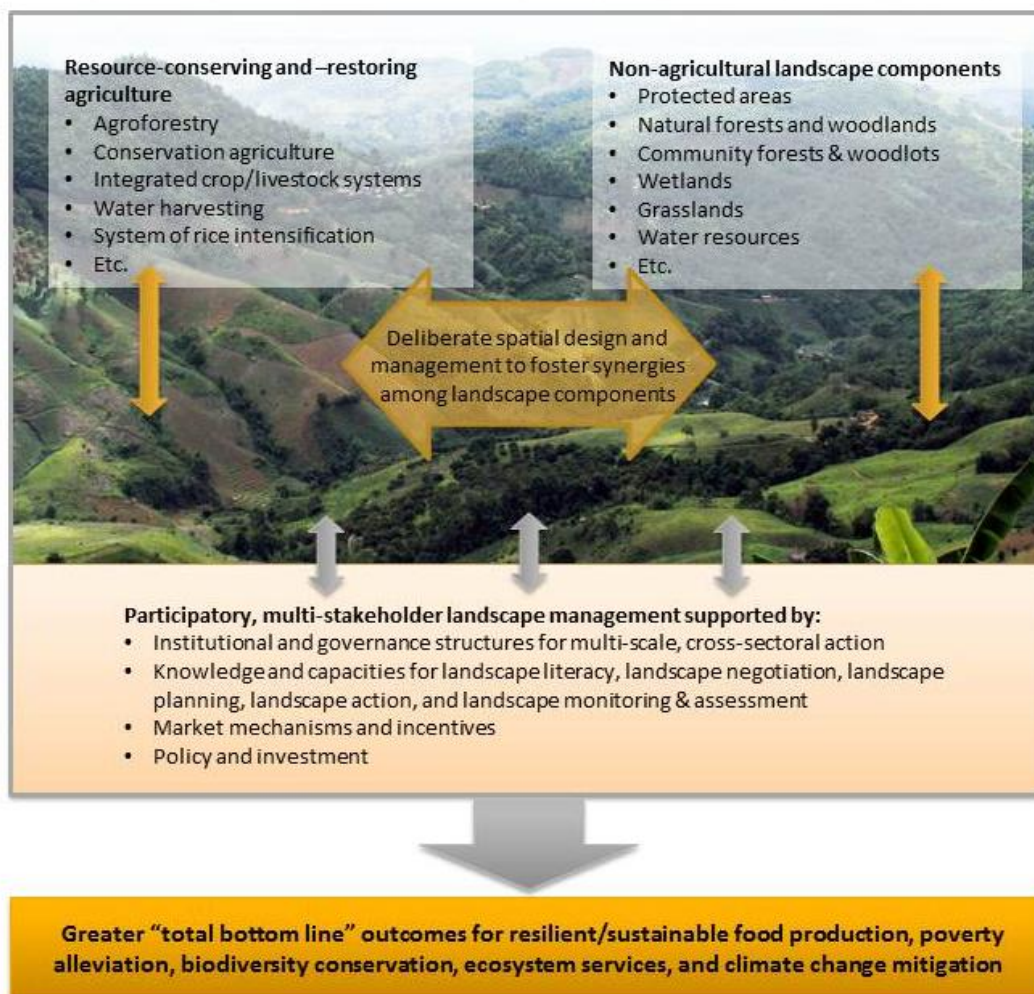 Resource-conserving and –restoring
agriculture
• Agroforestry
• Conservation agriculture
• Integrated crop/livestock systems
• Water harvesting
• System of rice intensification
• Etc.
Non-agricultural landscape components
• Protected areas
• Natural forests and woodlands
• Community forests & woodlots
• Wetlands
• Grasslands
• Water resources
• Etc.
Deliberate spatial design and
management to foster synergies
among landscape components
Participatory, multi-stakeholder landscape management supported by:
• Institutional and governance structures for multi-scale, cross-sectoral action
• Knowledge and capacities for landscape literacy, landscape negotiation, landscape
planning, landscape action, and landscape monitoring & assessment
• Market mechanisms and incentives
• Policy and investment
Greater “total bottom line” outcomes for resilient/sustainable food production, poverty
alleviation, biodiversity conservation, ecosystem services, and climate change mitigation